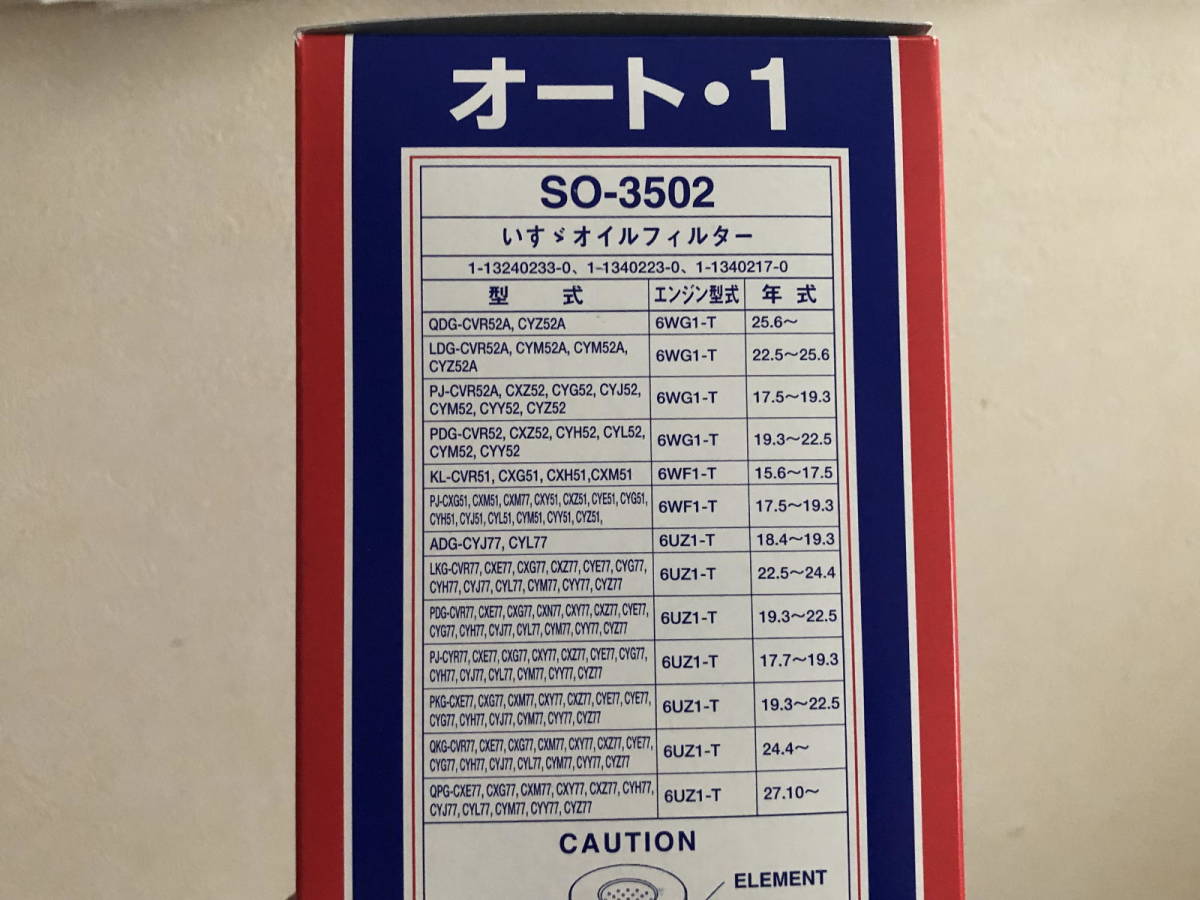 オート・1
SO-3502
いすゞオイルフィルター
1-13240233-0、1-1340223-0、1-1340217-0
型 式 エンジン型式 年 式
QDG-CVR52A, CYZ52A 6WG1-T 25.6〜
LDG-CVR52A, CYM52A, CYM52A,
CYZ52A 6WG1-T 22.5〜25.6
PJ-CVR52A, CXZ52, CYG52, CYJ52,
CYM52, CYY52, CYZ52 6WG1-T 17.5〜19.3
PDG-CVR52, CXZ52, CYH52, CYL52,
CYM52, CYY52 6WG1-T 19.3〜22.5
KL-CVR51, CXG51, CXH51,CXM51 6WF1-T 15.6〜17.5
PJ-CXG51, CXM51, CXM77, CXY51, CXZ51, CYE51, CYG51,
CYH51, CYJ51, CYL51, CYM51, CYY51, CYZ51, 6WF1-T 17.5〜19.3
ADG-CYJ77, CYL77 6UZ1-T 18.4〜19.3
LKG-CVR77, CXE77, CXG77, CXZ77, CYE77, CYG77,
CYH77, CYJ77, CYL77, CYM77, CYY77, CYZ77 6UZ1-T 22.5〜24.4
PDG-CVR77, CXE77, CXG77, CXN77, CXY77, CXZ77, CYE77,
CYG77, CYH77, CYJ77, CYL77, CYM77, CYY77, CYZ77 6UZ1-T 19.3〜22.5
PJ-CYR77, CXE77, CXG77, CXY77, CXZ77, CYE77, CYG77,
CYH77, CYJ77, CYL77, CYM77, CYY77, CYZ77 6UZ1-T 17.7〜19.3
PKG-CXE77, CXG77, CXM77, CXY77, CXZ77, CYE77, CYE77,
CYG77, CYH77, CYJ77, CYM77, CYY77, CYZ77 6UZ1-T 19.3〜22.5
QKG-CVR77, CXE77, CXG77, CXM77, CXY77, CXZ77, CYE77,
CYG77, CYH77, CYJ77, CYL77, CYM77, CYY77, CYZ77 6UZ1-T 24.4〜
QPG-CXE77, CXG77, CXM77, CXY77, CXZ77, CYH77,
CYJ77, CYL77, CYM77, CYY77, CYZ77 6UZ1-T 27.10〜
CAUTION
ELEMENT